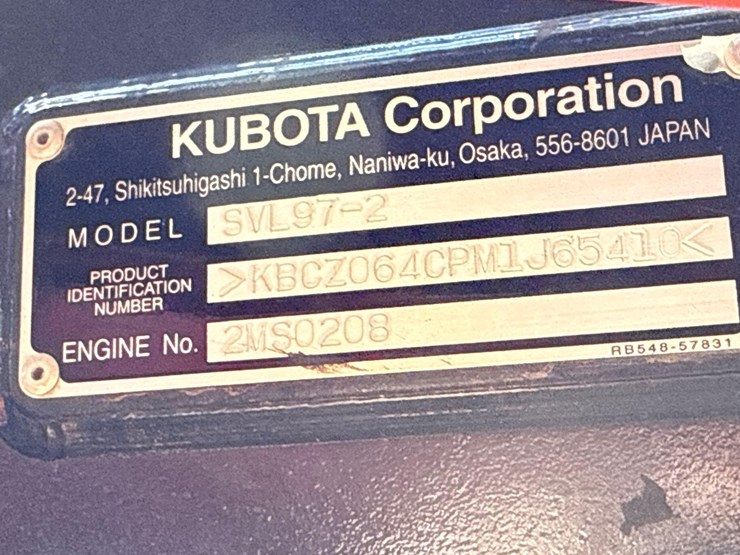 KUBOTA Corporation
2-47, Shikitsuhigashi 1-Chome, Naniwa-ku, Osaka, 556-8601 JAPAN
MODEL SVL97-2
PRODUCT
IDENTIFICATION
NUMBER
>KBCZ064CPM1J65410<
ENGINE No. 2MS0208
RB548-57831